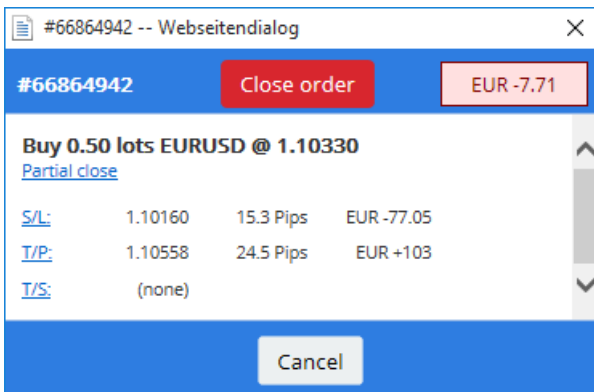 #66864942 -- Webseitendialog
#66864942 Close order EUR -7.71
Buy 0.50 lots EURUSD @ 1.10330
Partial close
S/L: 1.10160 15.3 Pips EUR -77.05
T/P: 1.10558 24.5 Pips EUR +103
T/S: (none)
Cancel